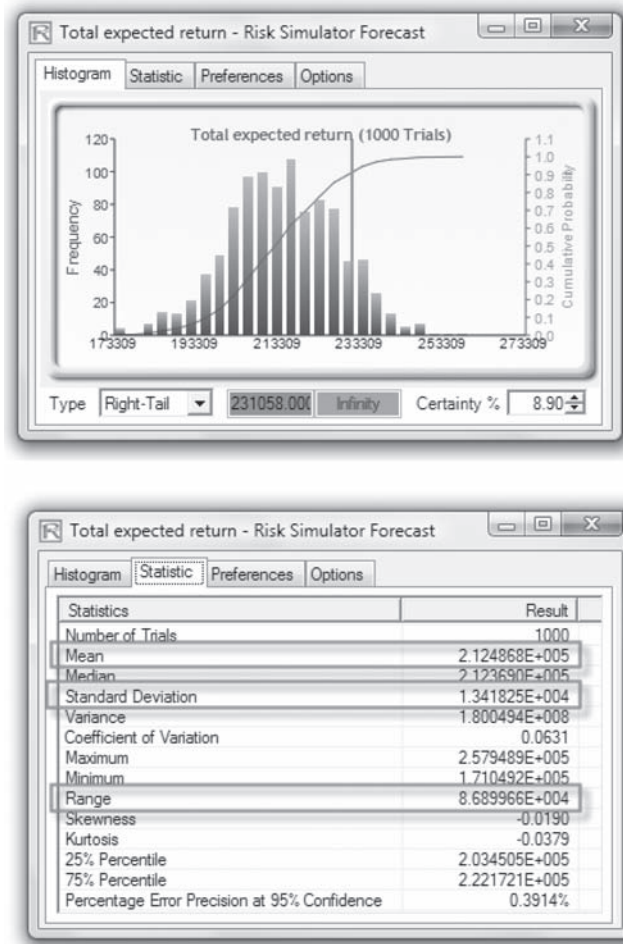 Total expected return - Risk Simulator Forecast
Histogram Statistic Preferences Options
Total expected return (1000 Trials)
Frequency
120
100
80
60
40
20
0
173309 193309 213309 233309 253309 273309
1.1
1.0
0.9
0.8
0.7
0.6
0.5
0.4
0.3
0.2
0.1
0.0
Cumulative Probability
Type Right-Tail 231058.000 Infinity Certainty % 8.90
Total expected return - Risk Simulator Forecast
Histogram Statistic Preferences Options
Statistics Result
Number of Trials 1000
Mean 2.124868E+005
Median 2.123690E+005
Standard Deviation 1.341825E+004
Variance 1.800494E+008
Coefficient of Variation 0.0631
Maximum 2.579489E+005
Minimum 1.710492E+005
Range 8.689966E+004
Skewness -0.0190
Kurtosis -0.0379
25% Percentile 2.034505E+005
75% Percentile 2.221721E+005
Percentage Error Precision at 95% Confidence 0.3914%